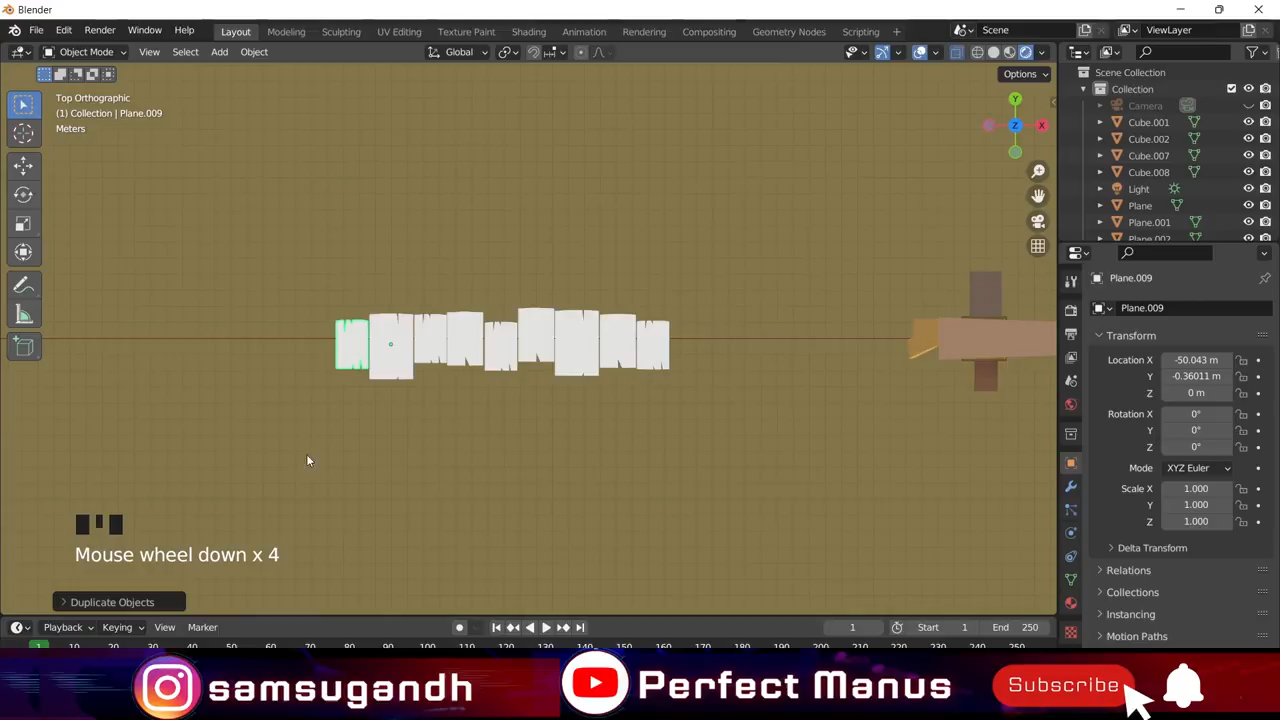 Blender
File Edit Render Window Help Layout Modeling Sculpting UV Editing Texture Paint Shading Animation Rendering Compositing Geometry Nodes Scripting + Scene ViewLayer
Object Mode View Select Add Object Global
Options
Top Orthographic
(1) Collection | Plane.009
Meters
Y
Z
X
Scene Collection
Collection
Camera
Cube.001
Cube.002
Cube.007
Cube.008
Light
Plane
Plane.001
Plane.002
Plane.009
Plane.009
Transform
Location X -50.043 m
Y -0.36011 m
Z 0 m
Rotation X 0°
Y 0°
Z 0°
Mode XYZ Euler
Scale X 1.000
Y 1.000
Z 1.000
Delta Transform
Relations
Collections
Instancing
Motion Paths
Mouse wheel down x 4
Duplicate Objects
Playback Keying View Marker 1 Start 1 End 250
samsugandh
Perfect Manus
Subscribe